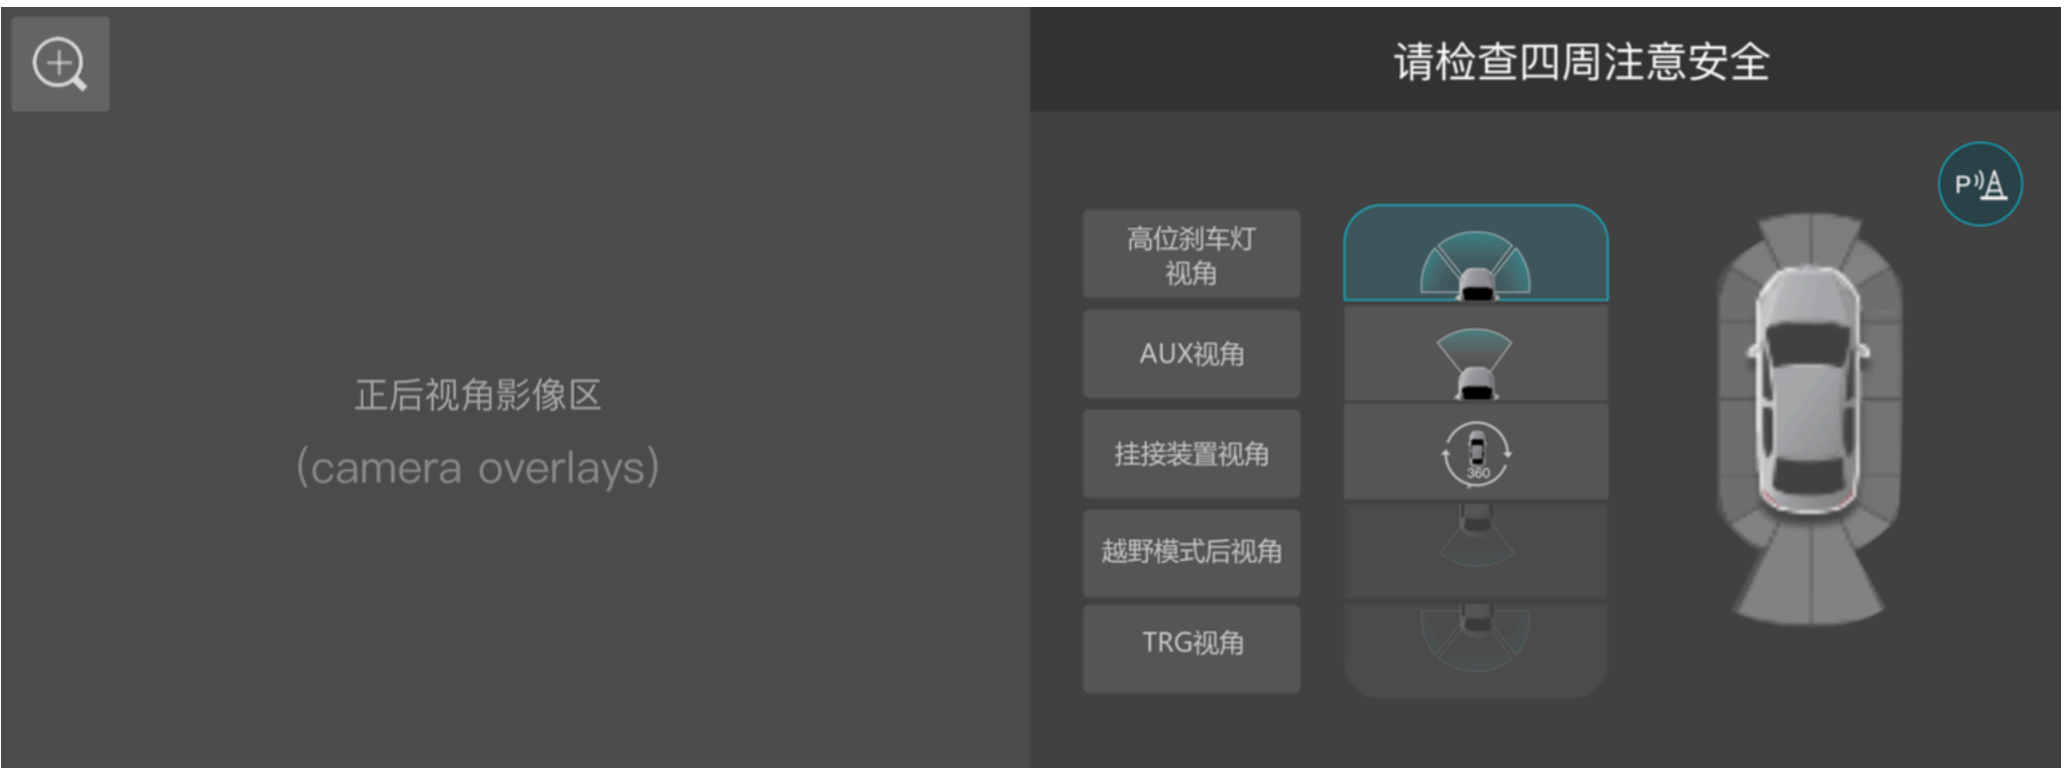 请检查四周注意安全
P
高位刹车灯
视角
AUX视角
正后视角影像区
(camera overlays)
挂接装置视角
360
越野模式后视角
TRG视角